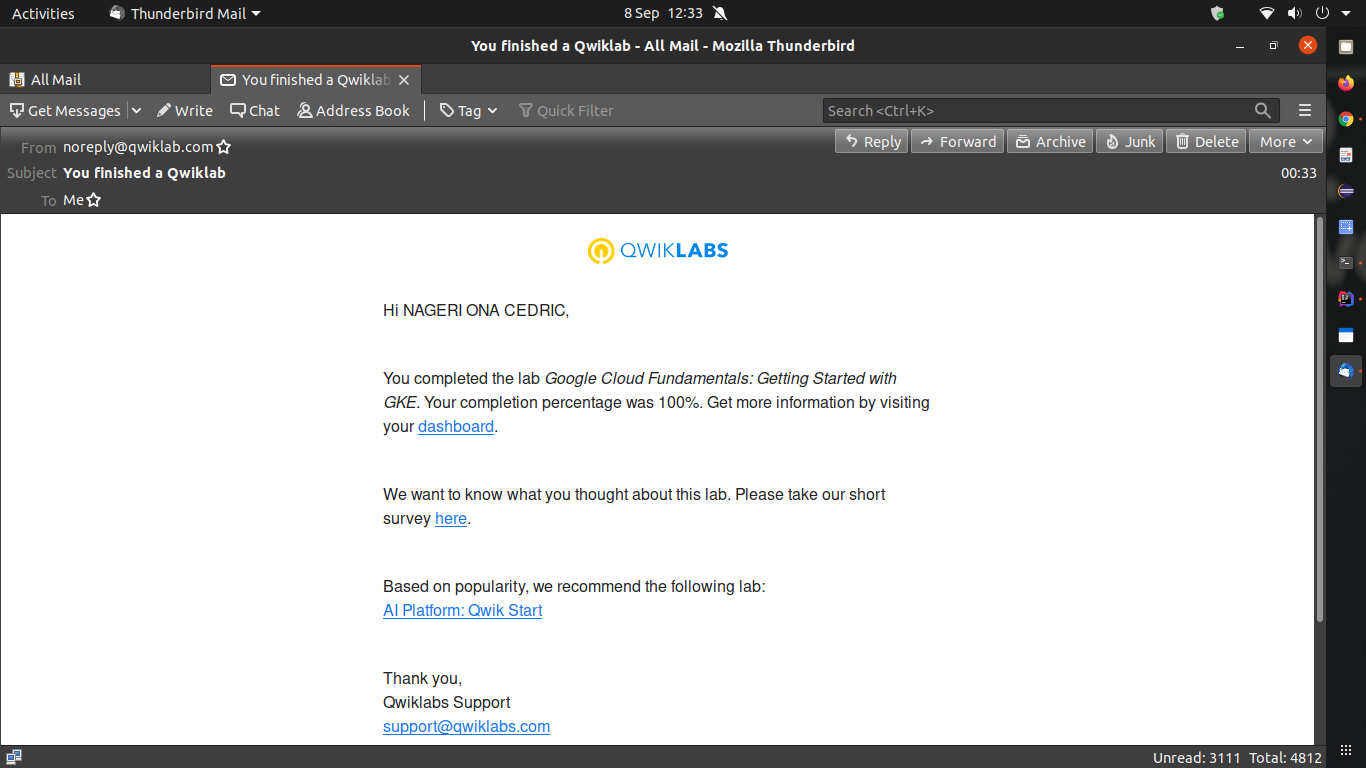 Activities Thunderbird Mail 8 Sep 12:33
You finished a Qwiklab - All Mail - Mozilla Thunderbird
All Mail You finished a Qwiklab
Get Messages Write Chat Address Book Tag Quick Filter Search <Ctrl+K>
From noreply@qwiklab.com Reply Forward Archive Junk Delete More
Subject You finished a Qwiklab 00:33
To Me
QWIKLABS
Hi NAGERI ONA CEDRIC,
You completed the lab Google Cloud Fundamentals: Getting Started with
GKE. Your completion percentage was 100%. Get more information by visiting
your dashboard.
We want to know what you thought about this lab. Please take our short
survey here.
Based on popularity, we recommend the following lab:
AI Platform: Qwik Start
Thank you,
Qwiklabs Support
support@qwiklabs.com
Unread: 3111 Total: 4812